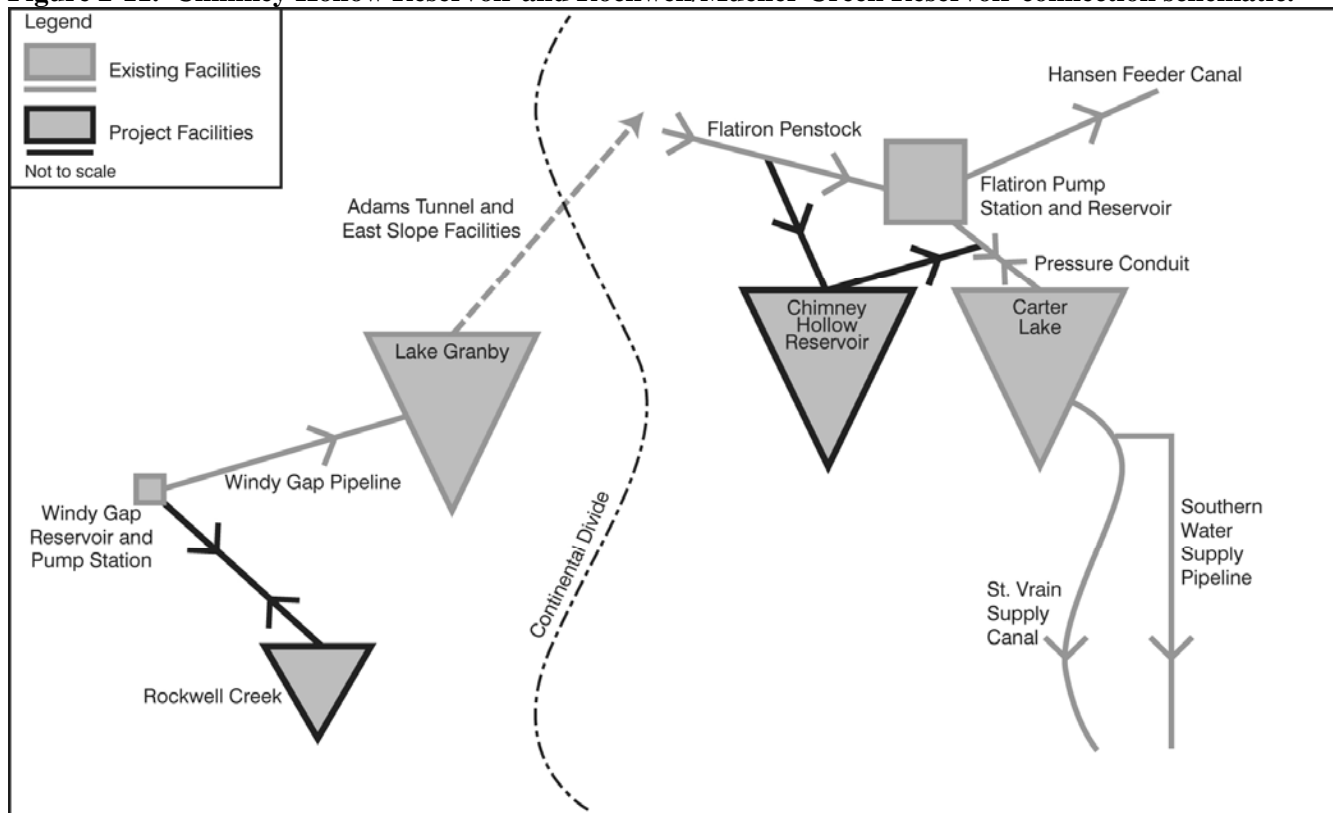 Figure Chimney Hollow Reservoir and Rockwell/Mueller Creek Reservoir connection schematic.
Legend
Existing Facilities
Project Facilities
Not to scale
Hansen Feeder Canal
Flatiron Penstock
Flatiron Pump
Station and Reservoir
Adams Tunnel and
East Slope Facilities
Pressure Conduit
Chimney
Hollow
Reservoir
Carter
Lake
Lake Granby
Windy Gap Pipeline
Windy Gap
Reservoir and
Pump Station
Continental Divide
Southern
Water
Supply
Pipeline
St. Vrain
Supply
Canal
Rockwell Creek